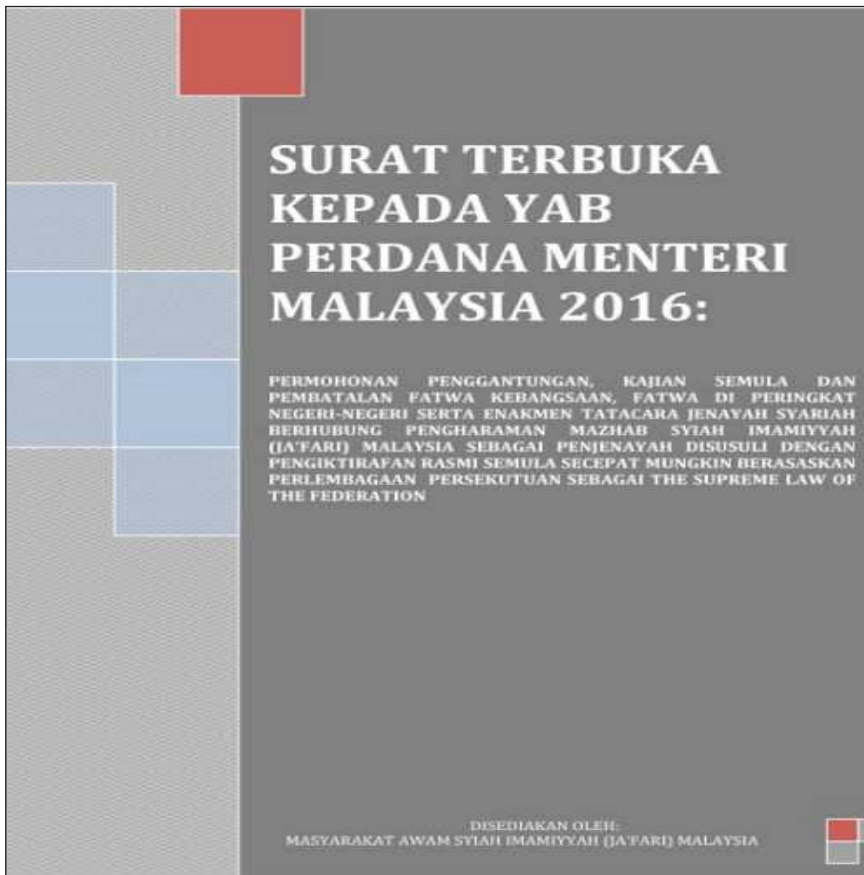 SURAT TERBUKA
KEPADA YAB
PERDANA MENTERI
MALAYSIA 2016:
PERMOHONAN PENGGANTUNGAN, KAJIAN SEMULA DAN
PEMBATALAN FATWA KEBANGSAAN, FATWA DI PERINGKAT
NEGERI-NEGERI SERTA ENAKMEN TATACARA JENAYAH SYARIAH
BERHUBUNG PENGHARAMAN MAZHAB SYIAH IMAMIYYAH
(JA'FARI) MALAYSIA SEBAGAI PENJENAYAH DISUSULI DENGAN
PENGIKTIRAFAN RASMI SEMULA SECEPAT MUNGKIN BERASASKAN
PERLEMBAGAAN PERSEKUTUAN SEBAGAI THE SUPREME LAW OF
THE FEDERATION
DISEDIAKAN OLEH:
MASYARAKAT AWAM SYIAH IMAMIYYAH (JA'FARI) MALAYSIA